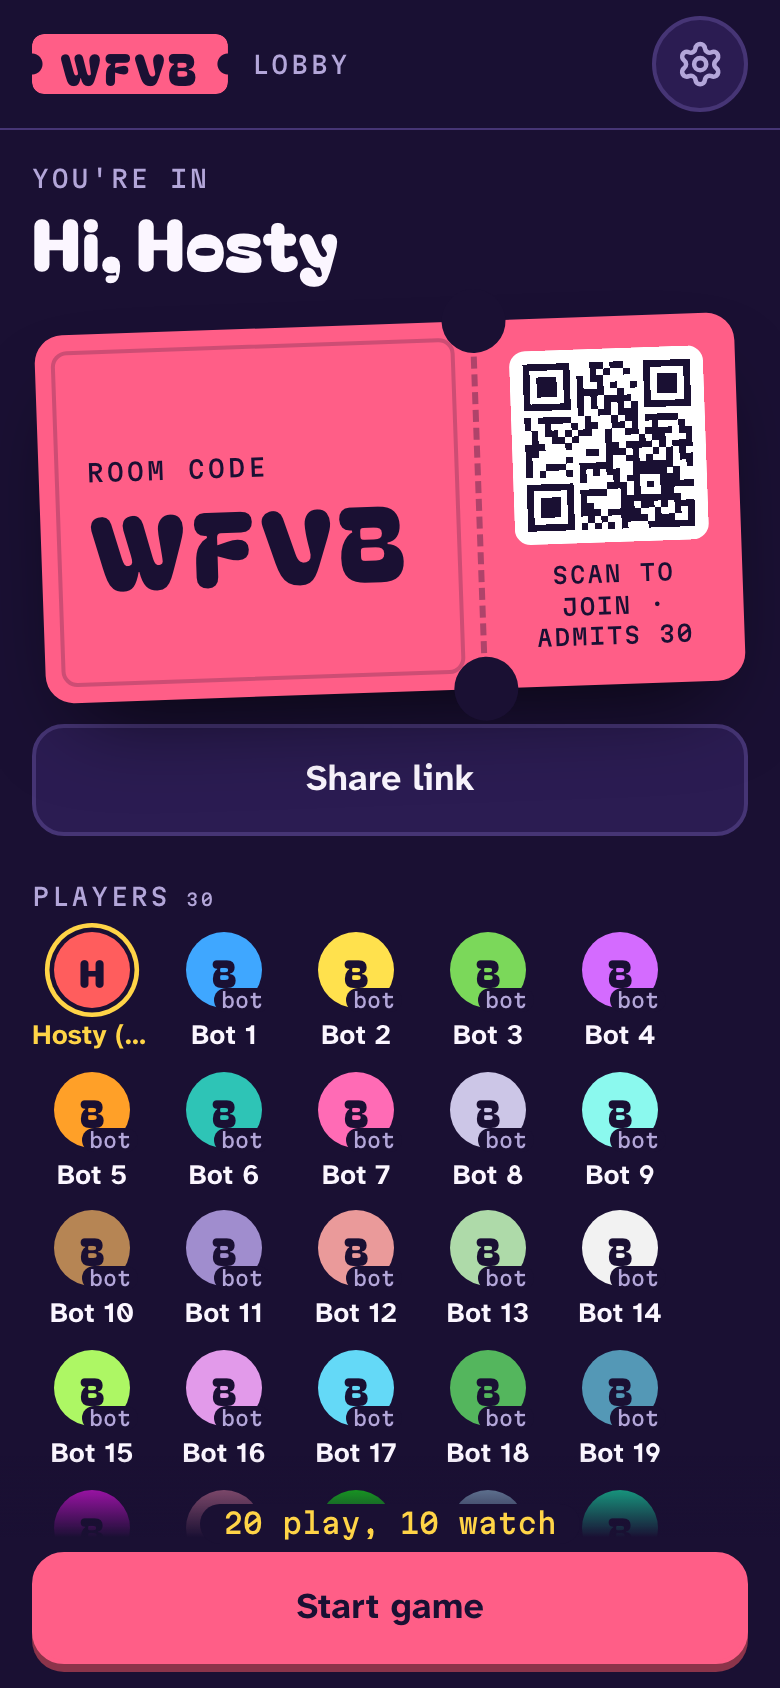 WFVB LOBBY
YOU'RE IN
Hi, Hosty
ROOM CODE
WFVB
SCAN TO
JOIN ·
ADMITS 30
Share link
PLAYERS 30
H B B B B
bot bot bot bot
Hosty (... Bot 1 Bot 2 Bot 3 Bot 4
B B B B B
bot bot bot bot bot
Bot 5 Bot 6 Bot 7 Bot 8 Bot 9
B B B B B
bot bot bot bot bot
Bot 10 Bot 11 Bot 12 Bot 13 Bot 14
B B B B B
bot bot bot bot bot
Bot 15 Bot 16 Bot 17 Bot 18 Bot 19
B B
20 play, 10 watch
Start game